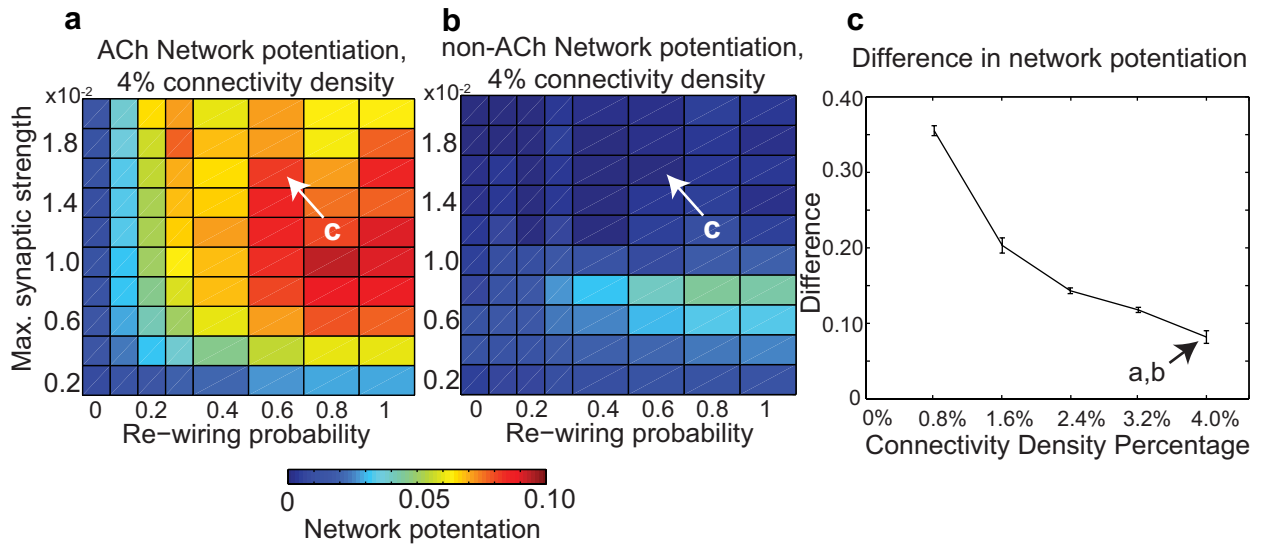 a
ACh Network potentiation,
4% connectivity density
x10-2
Max. synaptic strength
1.8
1.4
1.0
0.6
0.2
0 0.2 0.4 0.6 0.8 1
Re-wiring probability
c
b
non-ACh Network potentiation,
4% connectivity density
x10-2
1.8
1.4
1.0
0.6
0.2
0 0.2 0.4 0.6 0.8 1
Re-wiring probability
c
0 0.05 0.10
Network potentation
c
Difference in network potentiation
Difference
0.40
0.30
0.20
0.10
0
0% 0.8% 1.6% 2.4% 3.2% 4.0%
Connectivity Density Percentage
a,b